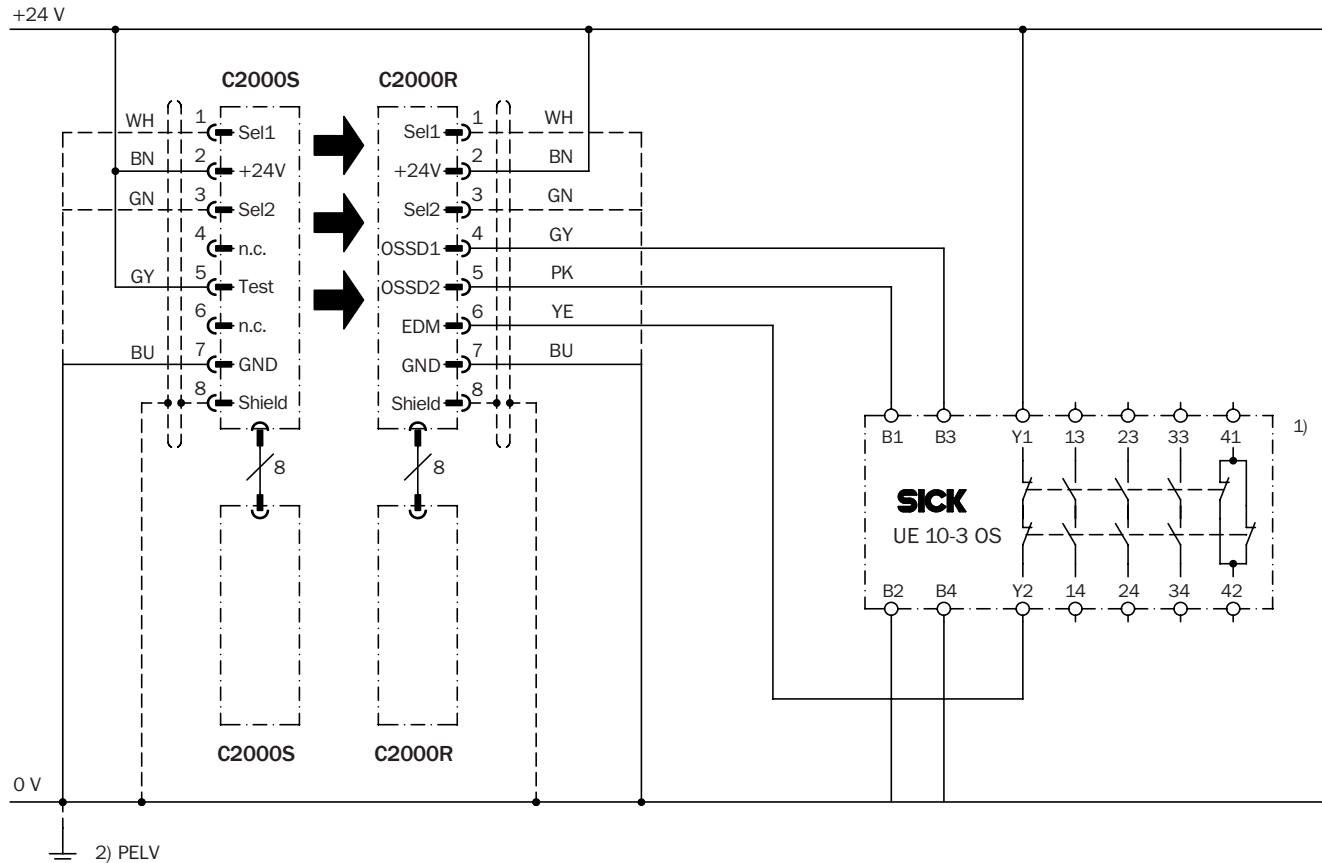 +24 V
C2000S C2000R
WH 1 Sel1 Sel1 1 WH
BN 2 +24V +24V 2 BN
GN 3 Sel2 Sel2 3 GN
4 n.c. OSSD1 4 GY
GY 5 Test OSSD2 5 PK
6 n.c. EDM 6 YE
BU 7 GND GND 7 BU
8 Shield Shield 8
B1 B3 Y1 13 23 33 41 1)
8 8
SICK
UE 10-3 OS
B2 B4 Y2 14 24 34 42
C2000S C2000R
0 V
2) PELV